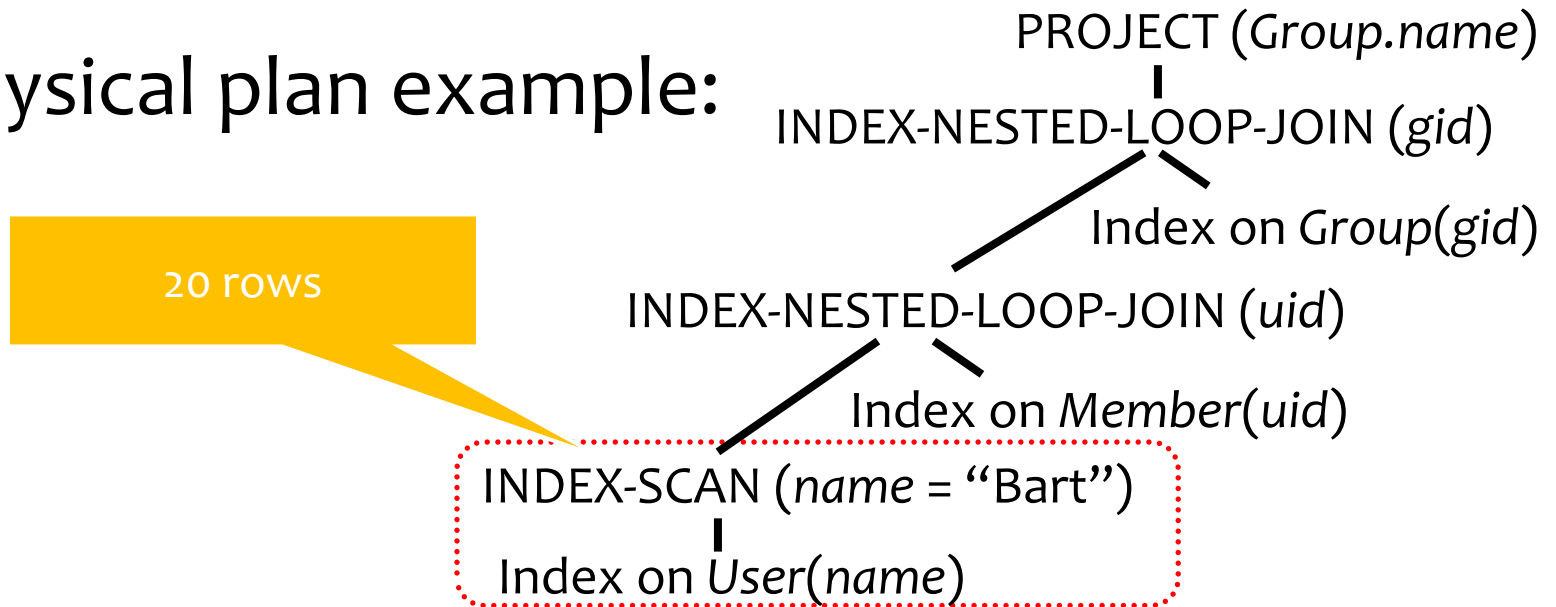 PROJECT (Group.name)
ysical plan example:
INDEX-NESTED-LOOP-JOIN (gid)
Index on Group(gid)
20 rows
INDEX-NESTED-LOOP-JOIN (uid)
Index on Member(uid)
INDEX-SCAN (name = “Bart”)
Index on User(name)